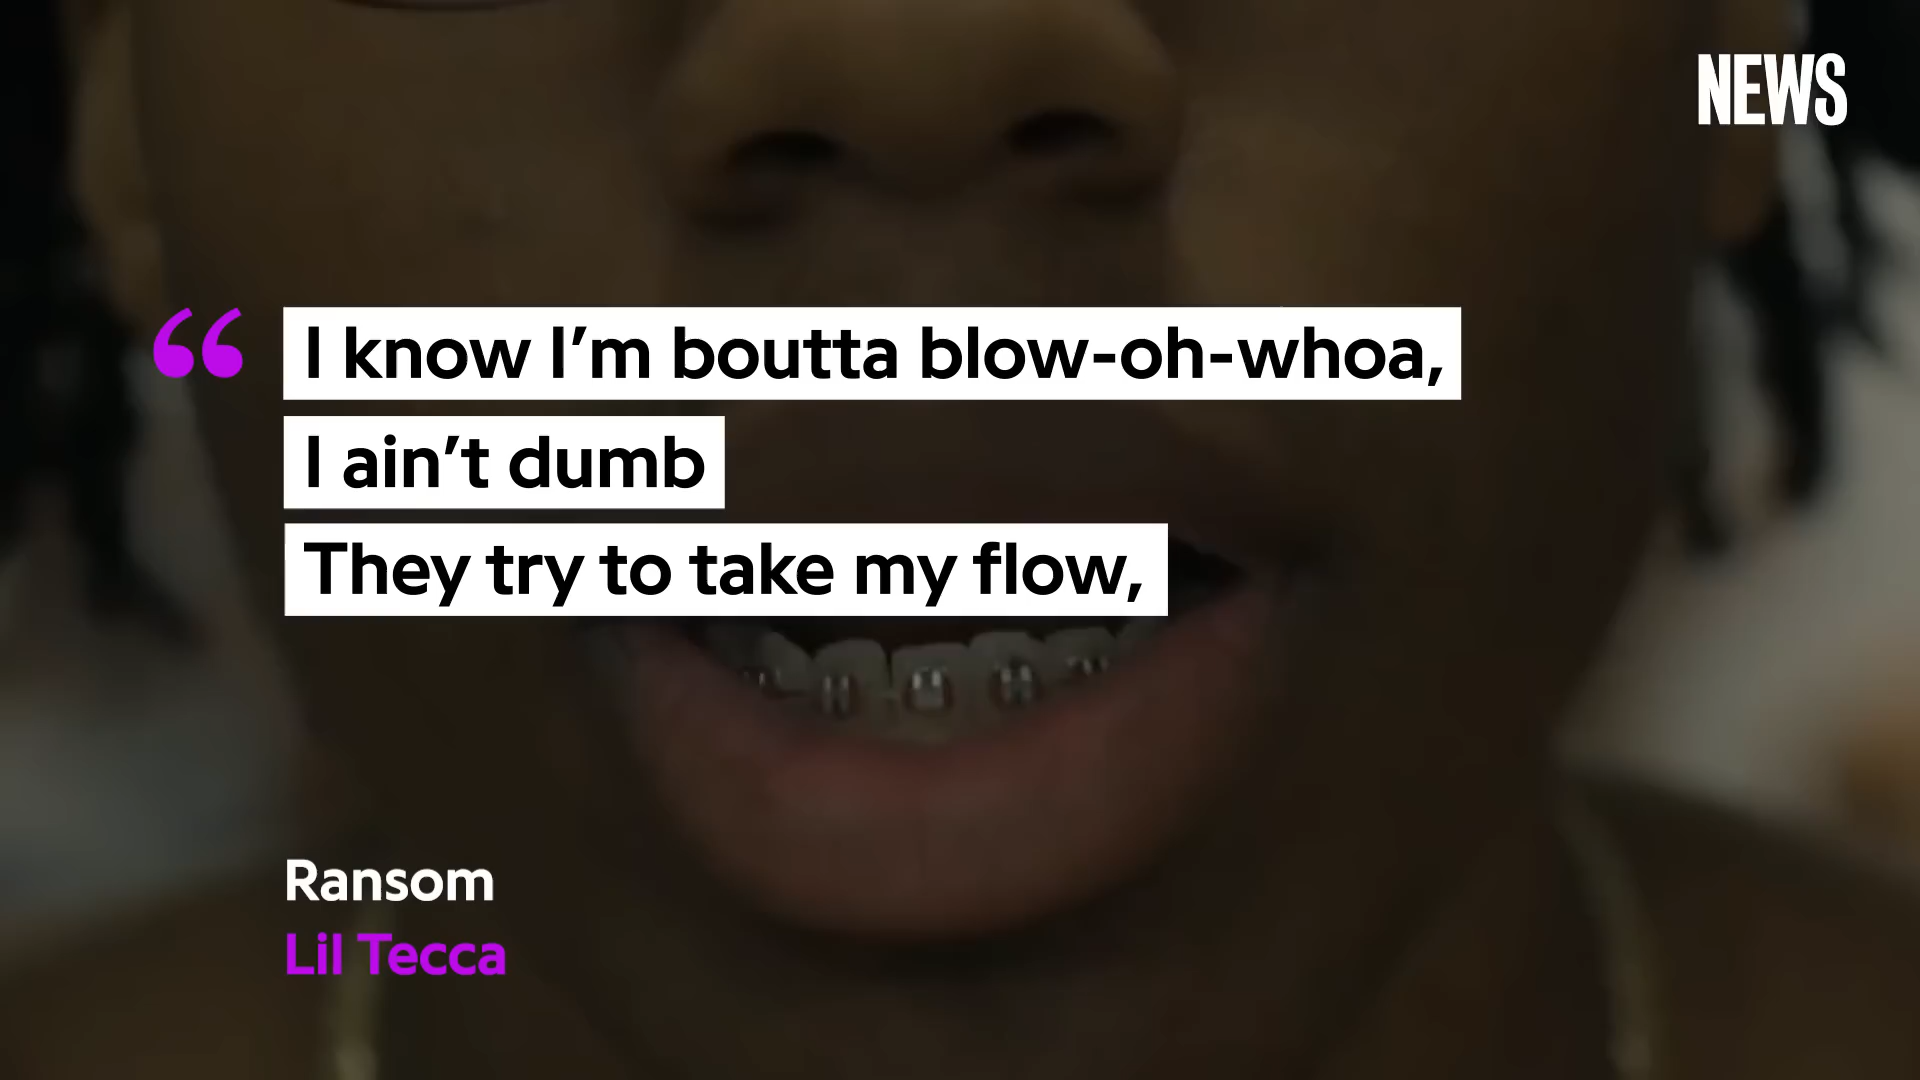 NEWS
“
I know I’m boutta blow-oh-whoa,
I ain’t dumb
They try to take my flow,
Ransom
Lil Tecca